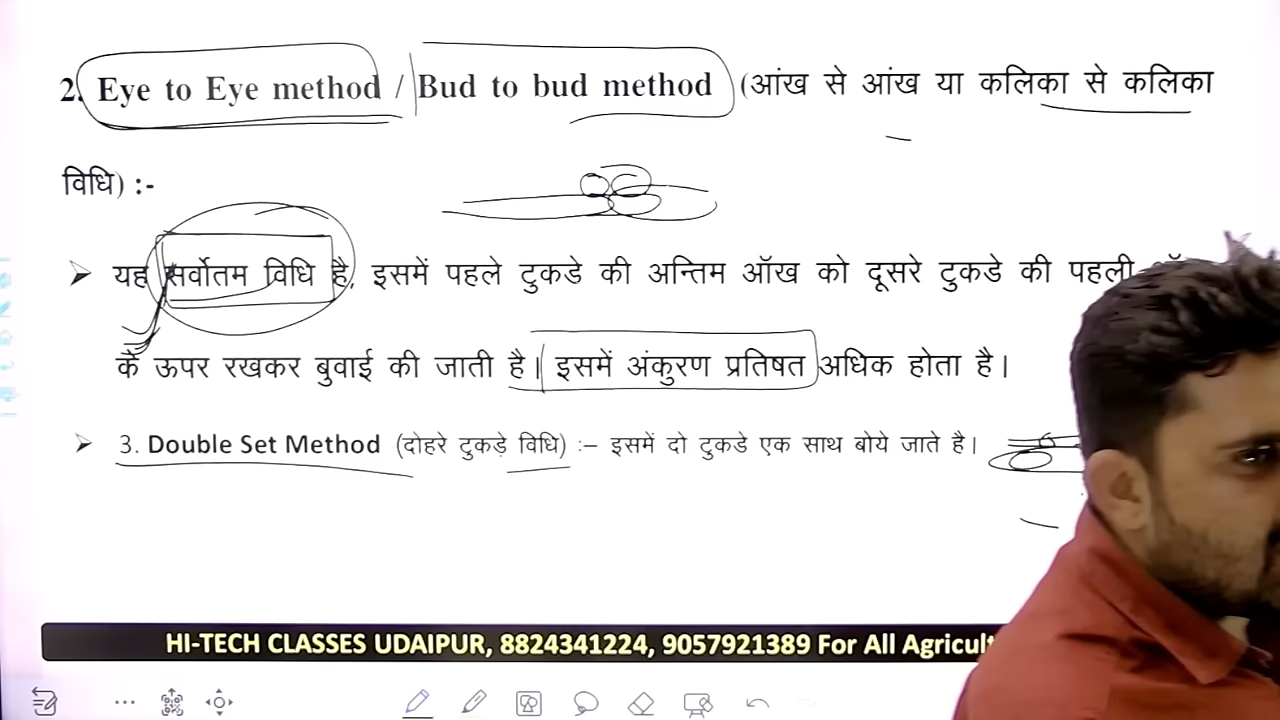 2. Eye to Eye method / Bud to bud method (आंख से आंख या कलिका से कलिका
विधि) :-
यह सर्वोतम विधि है, इसमें पहले टुकडे की अन्तिम ऑख को दूसरे टुकडे की पहली
के ऊपर रखकर बुवाई की जाती है। इसमें अंकुरण प्रतिषत अधिक होता है।
3. Double Set Method (दोहरे टुकड़े विधि) :– इसमें दो टुकडे एक साथ बोये जाते है।
HI-TECH CLASSES UDAIPUR, 8824341224, 9057921389 For All